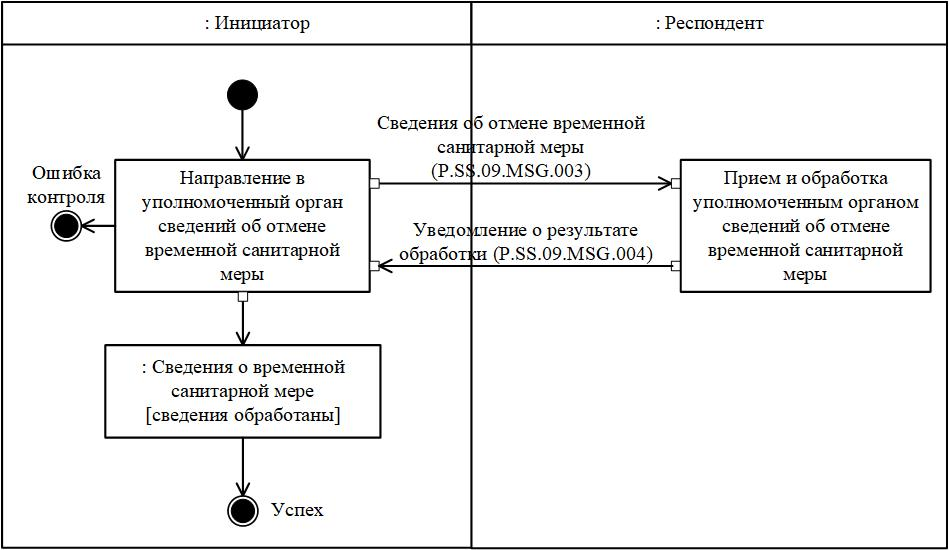 : Инициатор
: Респондент
Сведения об отмене временной
санитарной меры
(P.SS.09.MSG.003)
Ошибка
контроля
Направление в
уполномоченный орган
сведений об отмене
временной санитарной
меры
Прием и обработка
уполномоченным органом
сведений об отмене
временной санитарной
меры
Уведомление о результате
обработки (P.SS.09.MSG.004)
: Сведения о временной
санитарной мере
[сведения обработаны]
Успех